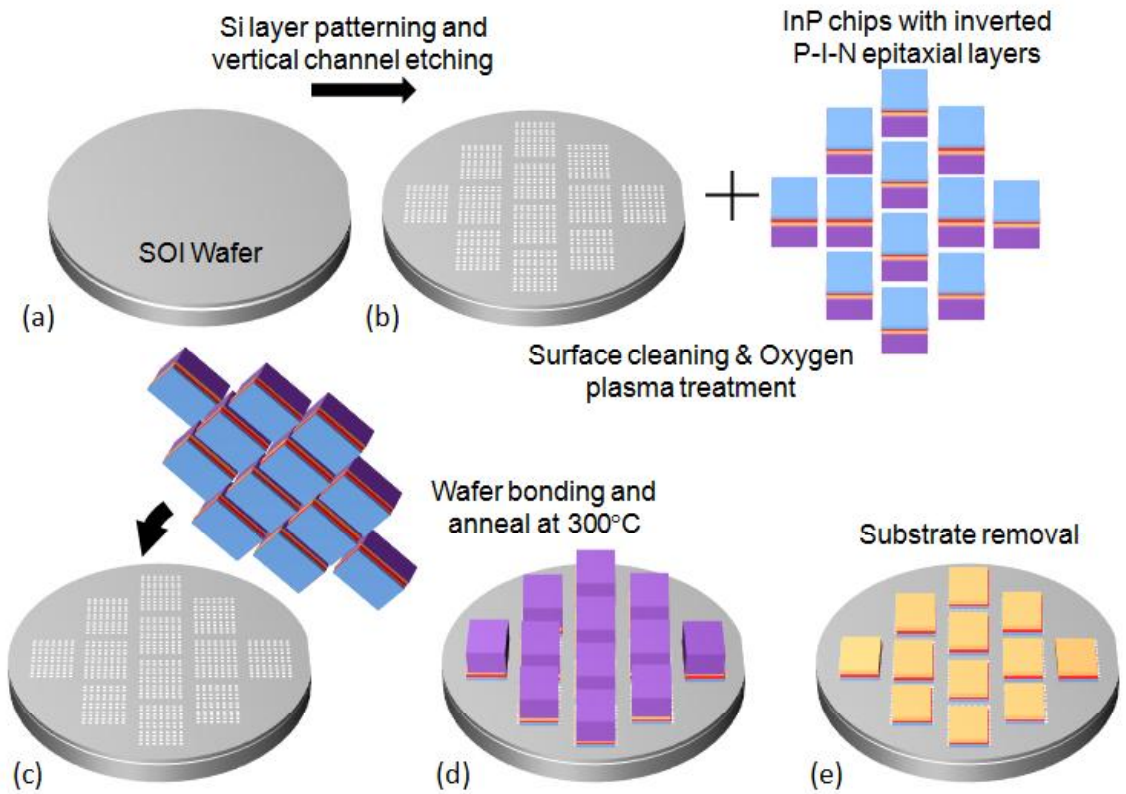 Si layer patterning and
vertical channel etching
InP chips with inverted
P-I-N epitaxial layers
SOI Wafer
(a)
(b)
Surface cleaning & Oxygen
plasma treatment
Wafer bonding and
anneal at 300°C
Substrate removal
(c)
(d)
(e)